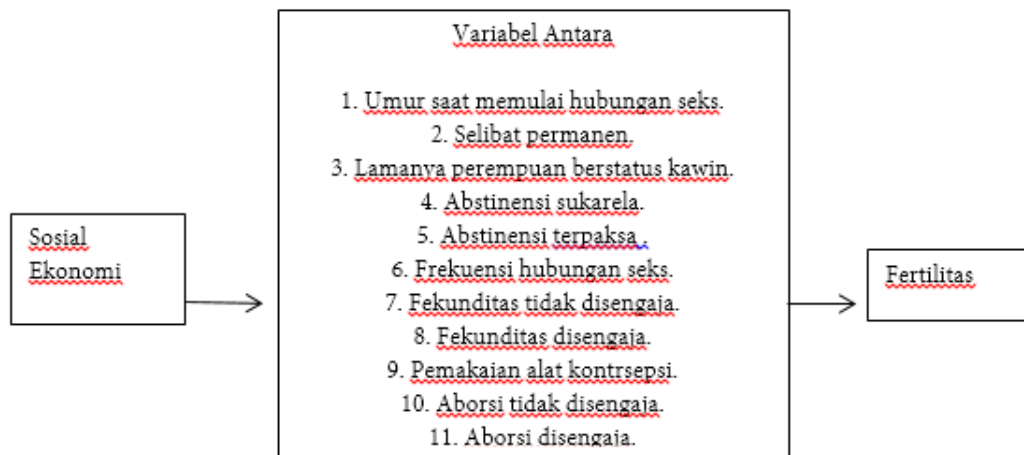 Variabel Antara
1. Umur saat memulai hubungan seks.
2. Selibat permanen.
3. Lamanya perempuan berstatus kawin.
4. Abstinensi sukarela.
5. Abstinensi terpaksa .
6. Frekuensi hubungan seks.
7. Fekunditas tidak disengaja.
8. Fekunditas disengaja.
9. Pemakaian alat kontrsepsi.
10. Aborsi tidak disengaja.
11. Aborsi disengaja.
Sosial
Ekonomi
Fertilitas